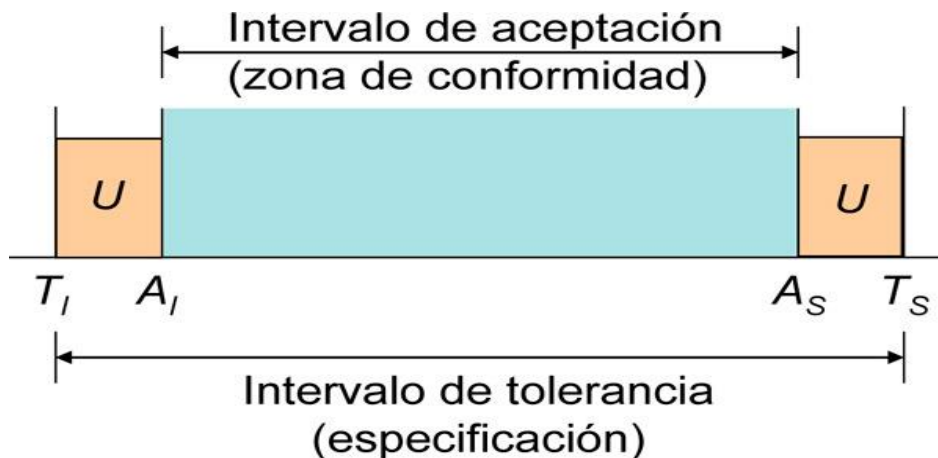 Intervalo de aceptación
(zona de conformidad)
U U
T_I A_I A_S T_S
Intervalo de tolerancia
(especificación)